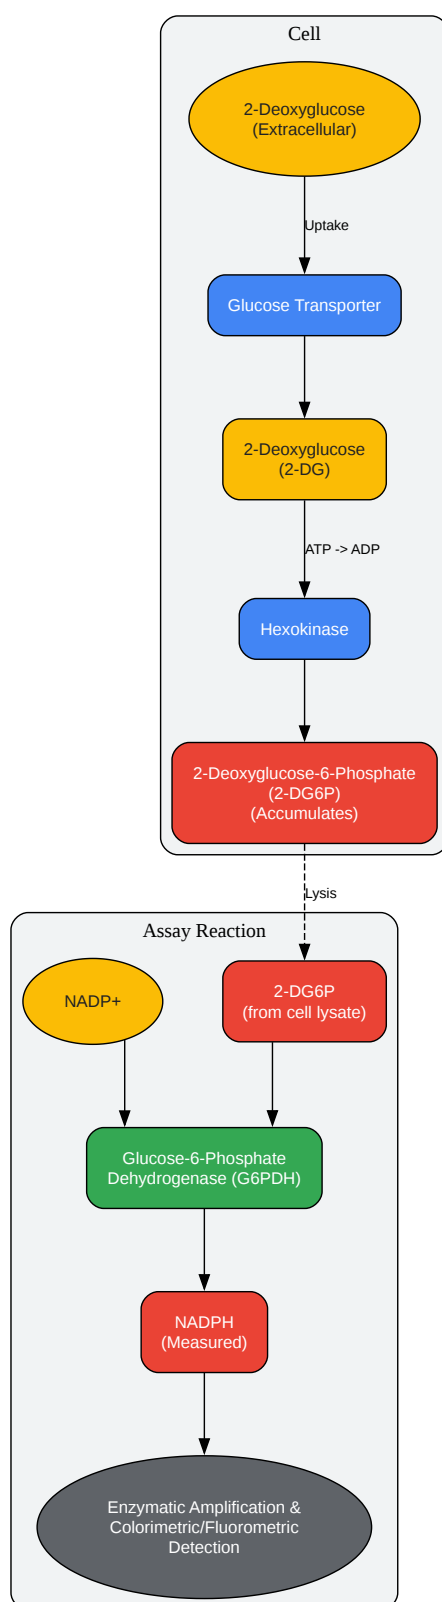 Cell
2-Deoxyglucose
(Extracellular)
Uptake
Glucose Transporter
2-Deoxyglucose
(2-DG)
ATP -> ADP
Hexokinase
2-Deoxyglucose-6-Phosphate
(2-DG6P)
(Accumulates)
Lysis
Assay Reaction
NADP+
2-DG6P
(from cell lysate)
Glucose-6-Phosphate
Dehydrogenase (G6PDH)
NADPH
(Measured)
Enzymatic Amplification &
Colorimetric/Fluorometric
Detection